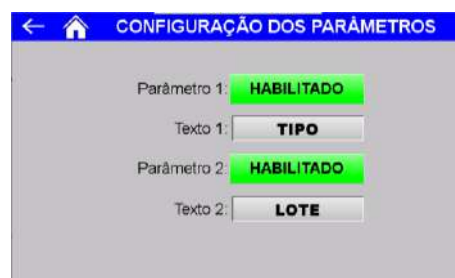 CONFIGURAÇÃO DOS PARÂMETROS
Parâmetro 1: HABILITADO
Texto 1: TIPO
Parâmetro 2: HABILITADO
Texto 2: LOTE